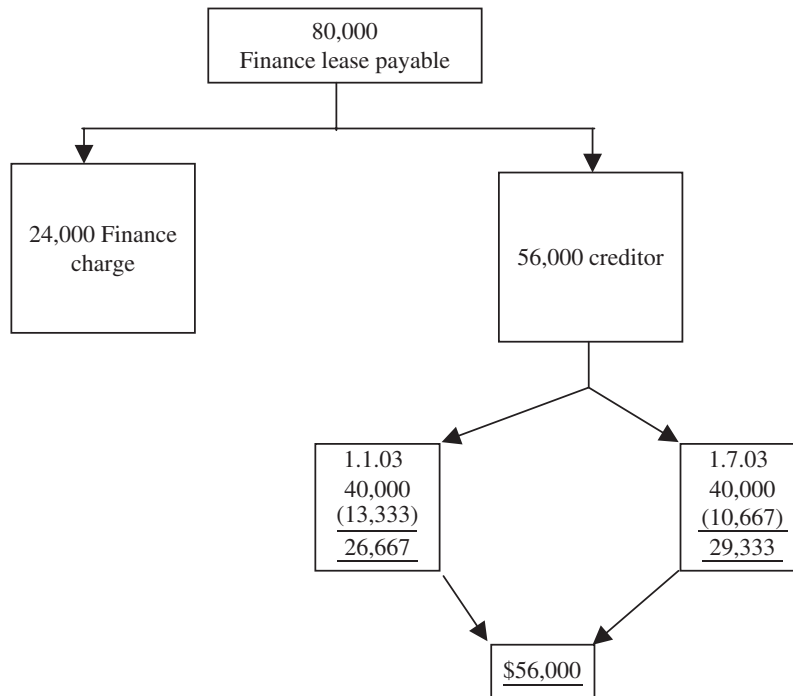 80,000
Finance lease payable
24,000 Finance
charge
56,000 creditor
1.1.03
40,000
(13,333)
26,667
1.7.03
40,000
(10,667)
29,333
$56,000